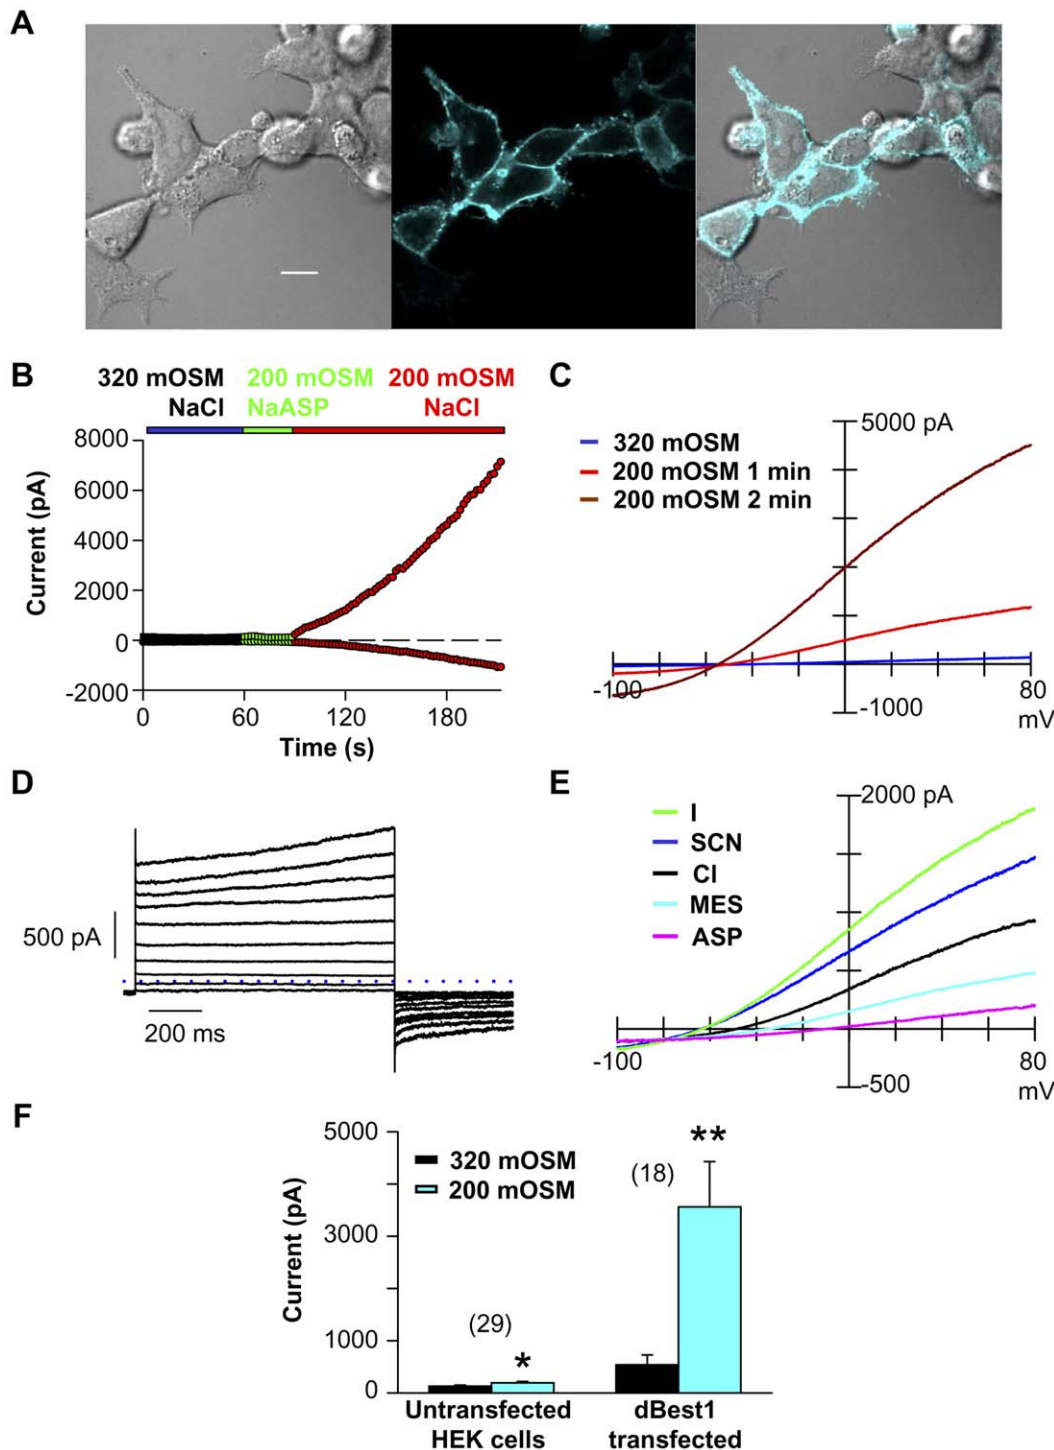 A
B
320 mOSM 200 mOSM 200 mOSM
NaCl NaASP NaCl
8000
6000
4000
2000
0
-2000
Current (pA)
0 60 120 180
Time (s)
C
5000 pA
320 mOSM
200 mOSM 1 min
200 mOSM 2 min
-100 80
-1000 mV
D
500 pA
200 ms
E
2000 pA
I
SCN
Cl
MES
ASP
-100 80
-500 mV
F
5000
3000
1000
0
Current (pA)
320 mOSM
200 mOSM
(29)
*
(18)
**
Untransfected dBest1
HEK cells transfected